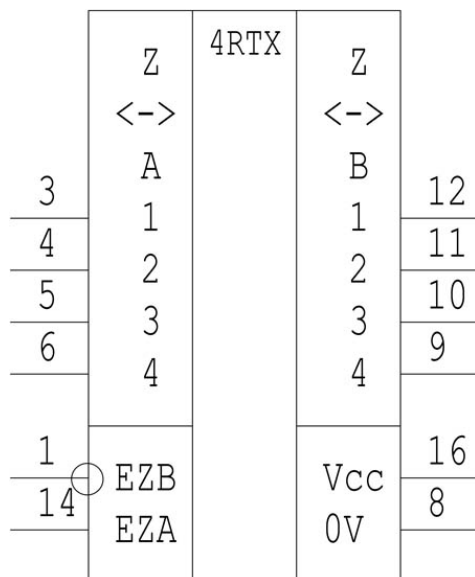 4RTX
Z Z
<-> <->
A B
3 1 1 12
4 2 2 11
5 3 3 10
6 4 4 9
1 EZB Vcc 16
14 EZA 0V 8